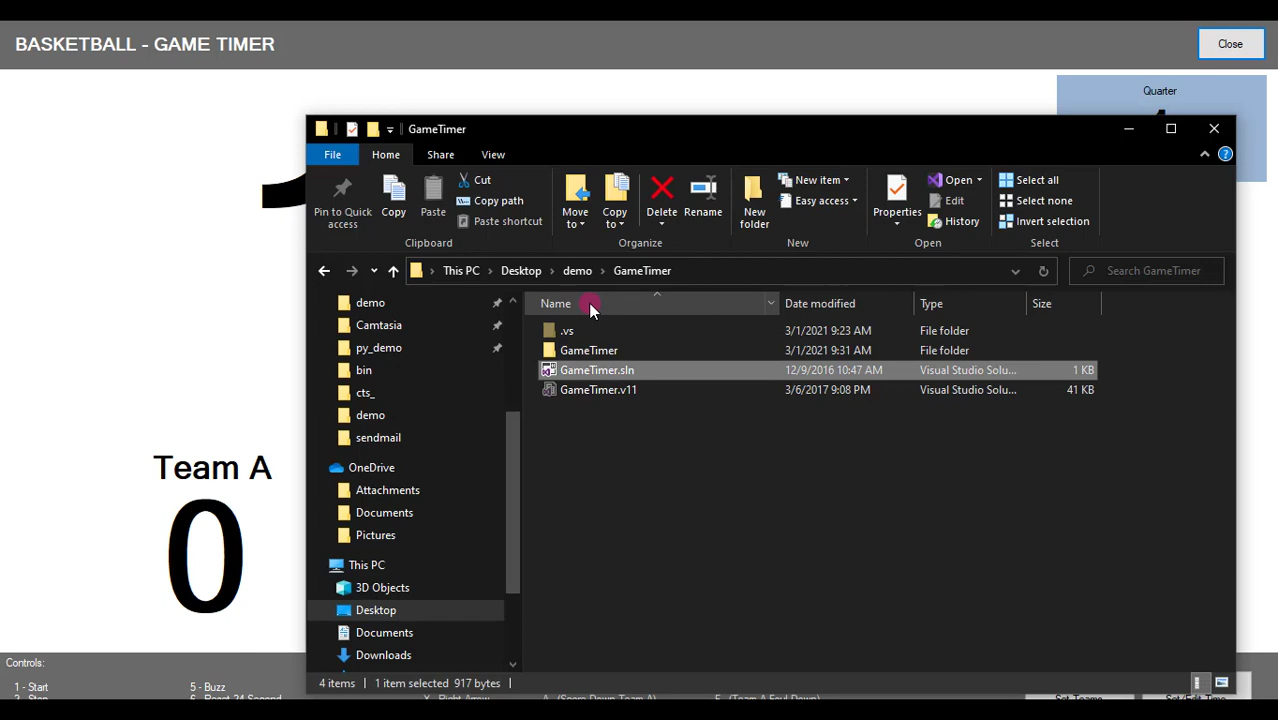 BASKETBALL - GAME TIMER
Close
Quarter
GameTimer
File Home Share View
Pin to Quick access
Copy
Paste
Cut
Copy path
Paste shortcut
Move to
Copy to
Delete
Rename
New folder
New item
Easy access
Properties
Open
Edit
History
Select all
Select none
Invert selection
Clipboard Organize New Open Select
This PC > Desktop > demo > GameTimer
Search GameTimer
Name Date modified Type Size
.vs 3/1/2021 9:23 AM File folder
GameTimer 3/1/2021 9:31 AM File folder
GameTimer.sln 12/9/2016 10:47 AM Visual Studio Solu... 1 KB
GameTimer.v11 3/6/2017 9:08 PM Visual Studio Solu... 41 KB
demo
Camtasia
py_demo
bin
cts_
demo
sendmail
OneDrive
Attachments
Documents
Pictures
This PC
3D Objects
Desktop
Documents
Downloads
4 items 1 item selected 917 bytes
Team A
0
Controls:
1 - Start
5 - Buzz